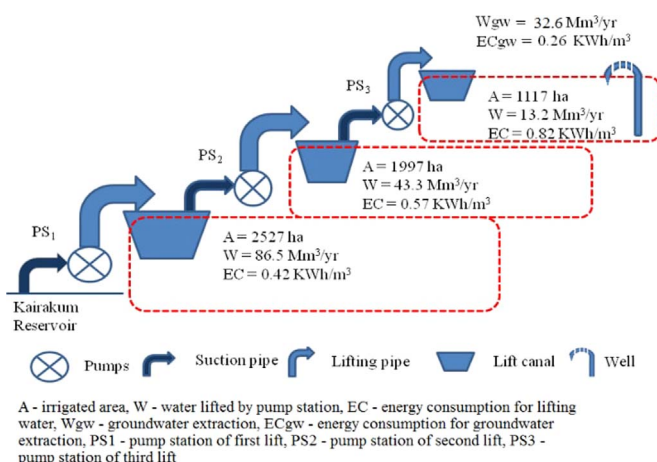 Wgw = 32.6 Mm³/yr
ECgw = 0.26 KWh/m³
PS₃
A = 1117 ha
W = 13.2 Mm³/yr
EC = 0.82 KWh/m³
PS₂
A = 1997 ha
W = 43.3 Mm³/yr
EC = 0.57 KWh/m³
PS₁
A = 2527 ha
W = 86.5 Mm³/yr
EC = 0.42 KWh/m³
Kairakum
Reservoir
Pumps
Suction pipe
Lifting pipe
Lift canal
Well
A - irrigated area, W - water lifted by pump station, EC - energy consumption for lifting
water, Wgw - groundwater extraction, ECgw - energy consumption for groundwater
extraction, PS1 - pump station of first lift, PS2 - pump station of second lift, PS3 -
pump station of third lift